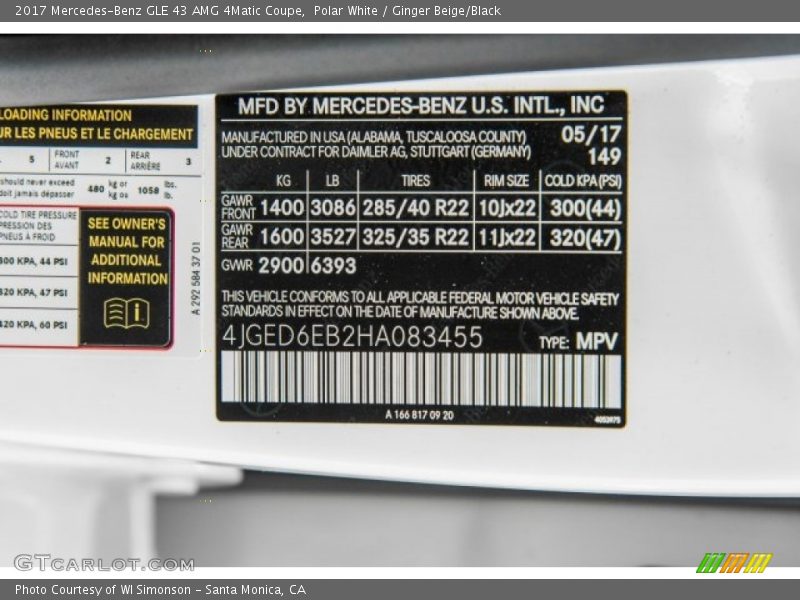 2017 Mercedes-Benz GLE 43 AMG 4Matic Coupe, Polar White / Ginger Beige/Black
LOADING INFORMATION
UR LES PNEUS ET LE CHARGEMENT
5 FRONT AVANT 2 REAR ARRIÈRE 3
should never exceed
doit jamais dépasser 480 kg or kg ou 1058 lbs. lb.
COLD TIRE PRESSURE
PRESSION DES
PNEUS À FROID
300 KPA, 44 PSI
320 KPA, 47 PSI
420 KPA, 60 PSI
SEE OWNER'S
MANUAL FOR
ADDITIONAL
INFORMATION
A 292 584 37 01
MFD BY MERCEDES-BENZ U.S. INTL., INC
MANUFACTURED IN USA (ALABAMA, TUSCALOOSA COUNTY) 05/17
UNDER CONTRACT FOR DAIMLER AG, STUTTGART (GERMANY) 149
KG LB TIRES RIM SIZE COLD KPA(PSI)
GAWR FRONT 1400 3086 285/40 R22 10Jx22 300(44)
GAWR REAR 1600 3527 325/35 R22 11Jx22 320(47)
GVWR 2900 6393
THIS VEHICLE CONFORMS TO ALL APPLICABLE FEDERAL MOTOR VEHICLE SAFETY
STANDARDS IN EFFECT ON THE DATE OF MANUFACTURE SHOWN ABOVE.
4JGED6EB2HA083455 TYPE: MPV
A 166 817 09 20
4053975
GTCARLOT.COM
Photo Courtesy of WI Simonson - Santa Monica, CA